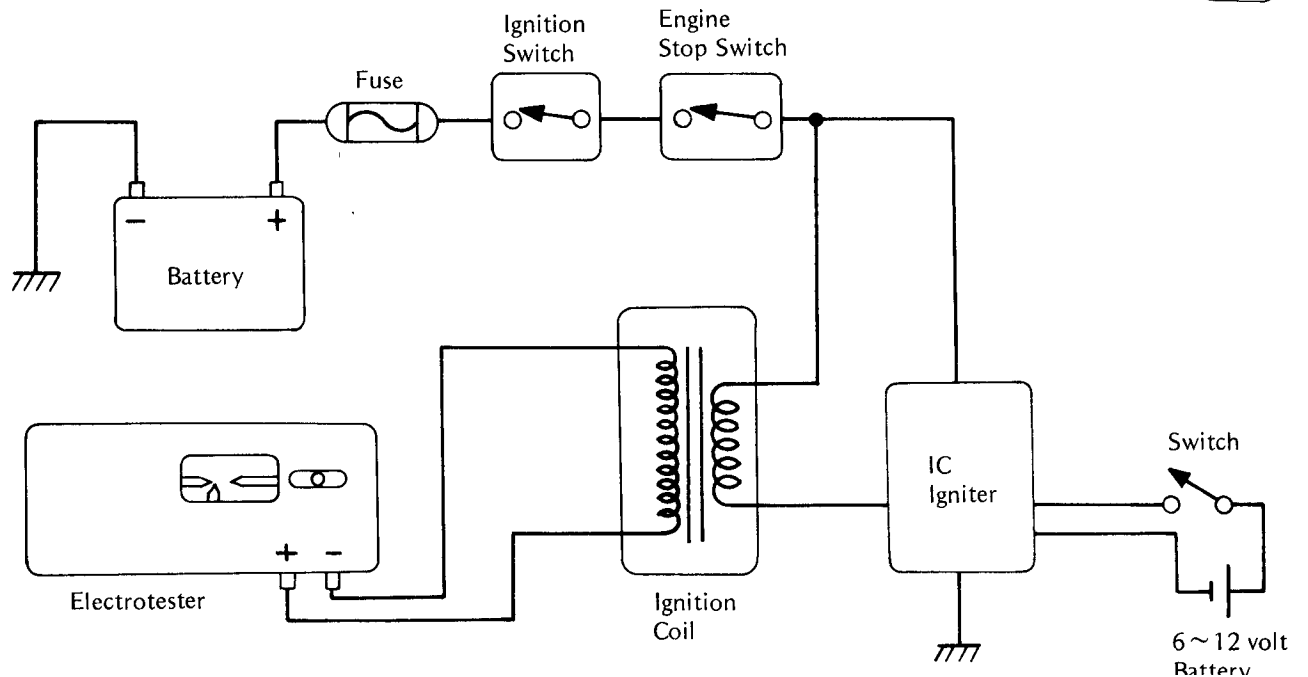 Ignition
Switch
Engine
Stop Switch
Fuse
− +
Battery
IC
Igniter
Switch
+ −
Electrotester
Ignition
Coil
6~12 volt
Battery